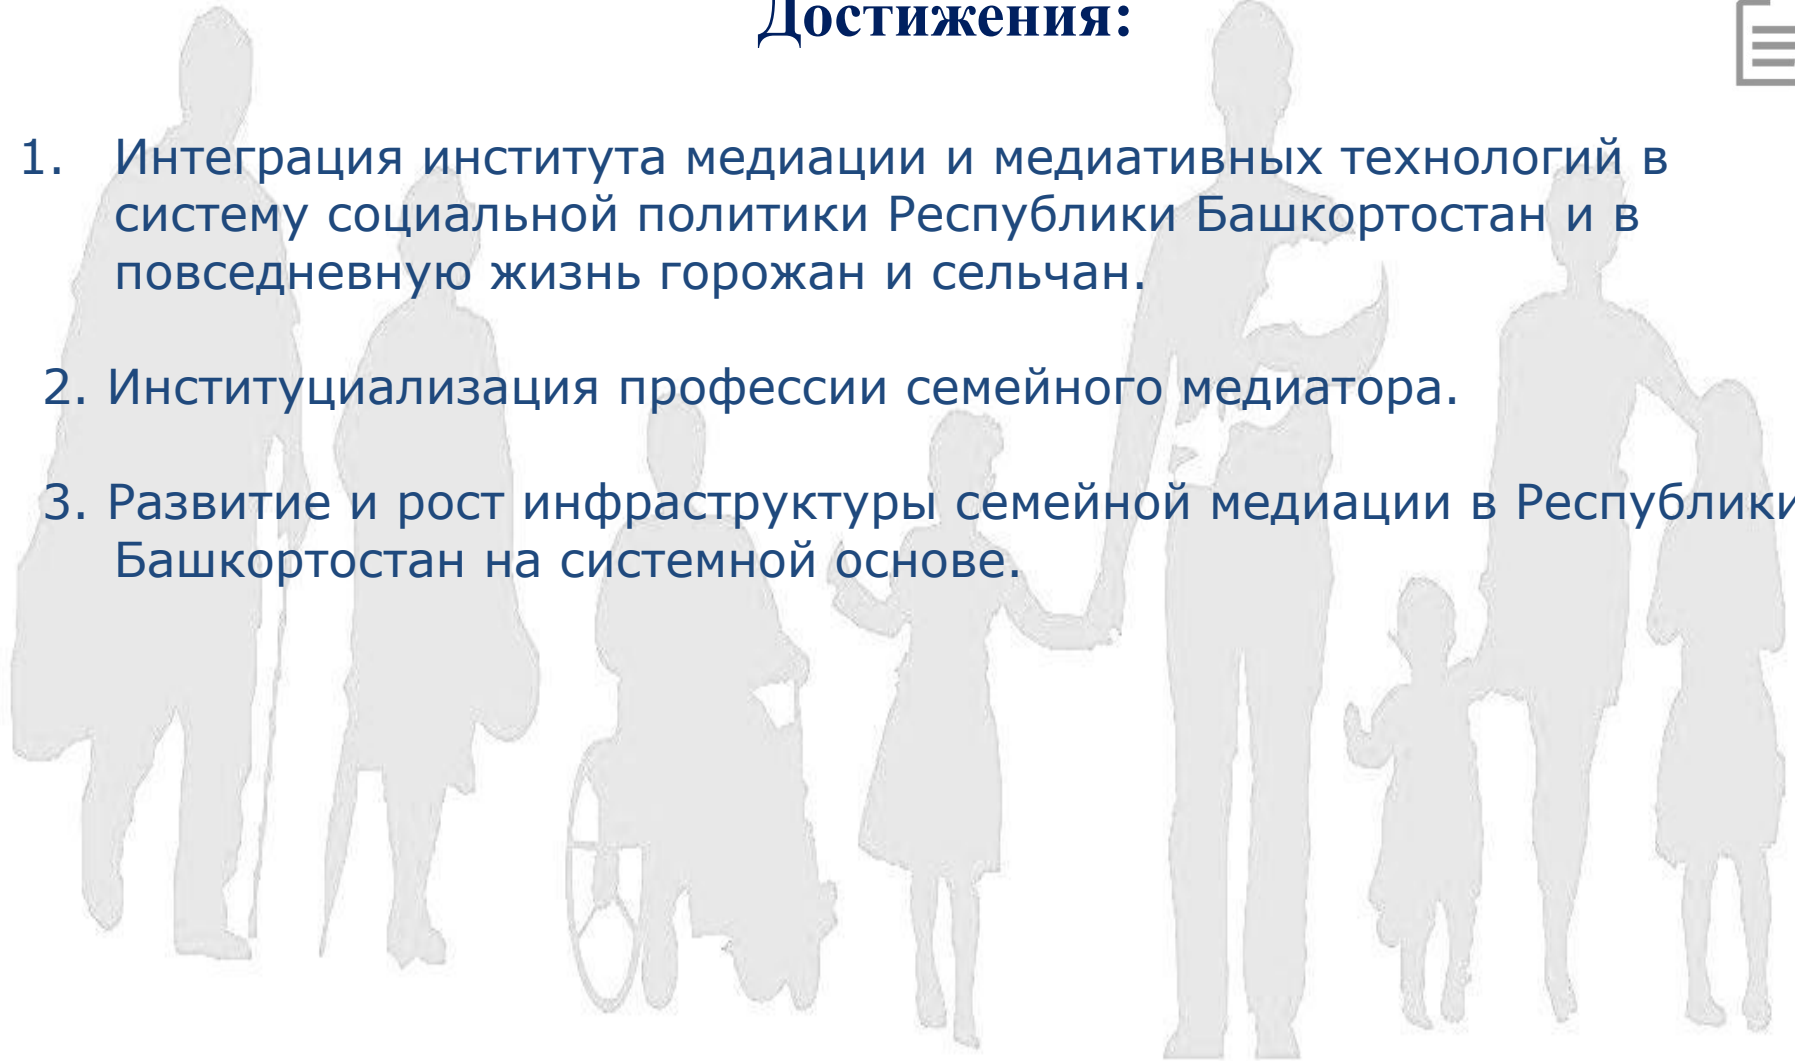 Достижения:
1. Интеграция института медиации и медиативных технологий в
систему социальной политики Республики Башкортостан и в
повседневную жизнь горожан и сельчан.
2. Институциализация профессии семейного медиатора.
3. Развитие и рост инфраструктуры семейной медиации в Республики
Башкортостан на системной основе.